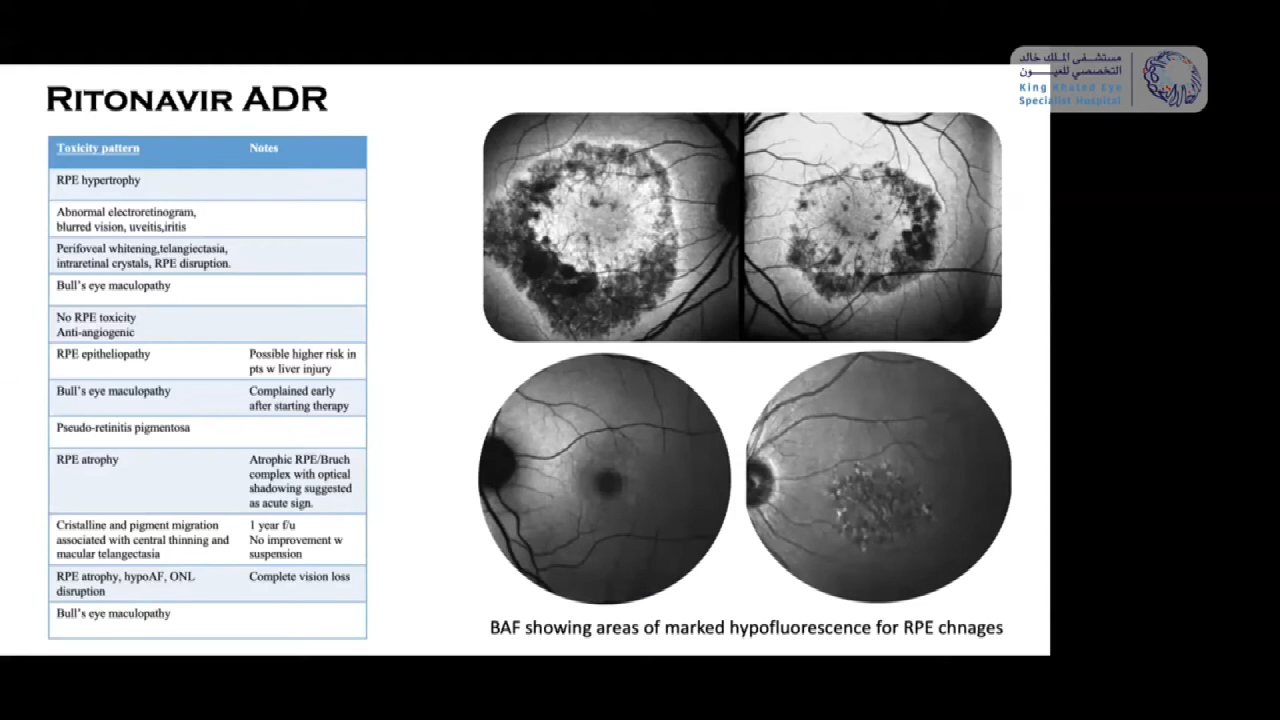 مستشفى الملك خالد
التخصصي للعيون
King Khaled Eye
Specialist Hospital
RITONAVIR ADR
Toxicity pattern Notes
RPE hypertrophy
Abnormal electroretinogram,
blurred vision, uveitis,iritis
Perifoveal whitening,telangiectasia,
intraretinal crystals, RPE disruption.
Bull's eye maculopathy
No RPE toxicity
Anti-angiogenic
RPE epitheliopathy
Possible higher risk in
pts w liver injury
Bull's eye maculopathy
Complained early
after starting therapy
Pseudo-retinitis pigmentosa
RPE atrophy
Atrophic RPE/Bruch
complex with optical
shadowing suggested
as acute sign.
Cristalline and pigment migration
associated with central thinning and
macular telangectasia
1 year f/u
No improvement w
suspension
RPE atrophy, hypoAF, ONL
disruption
Complete vision loss
Bull's eye maculopathy
BAF showing areas of marked hypofluorescence for RPE chnages